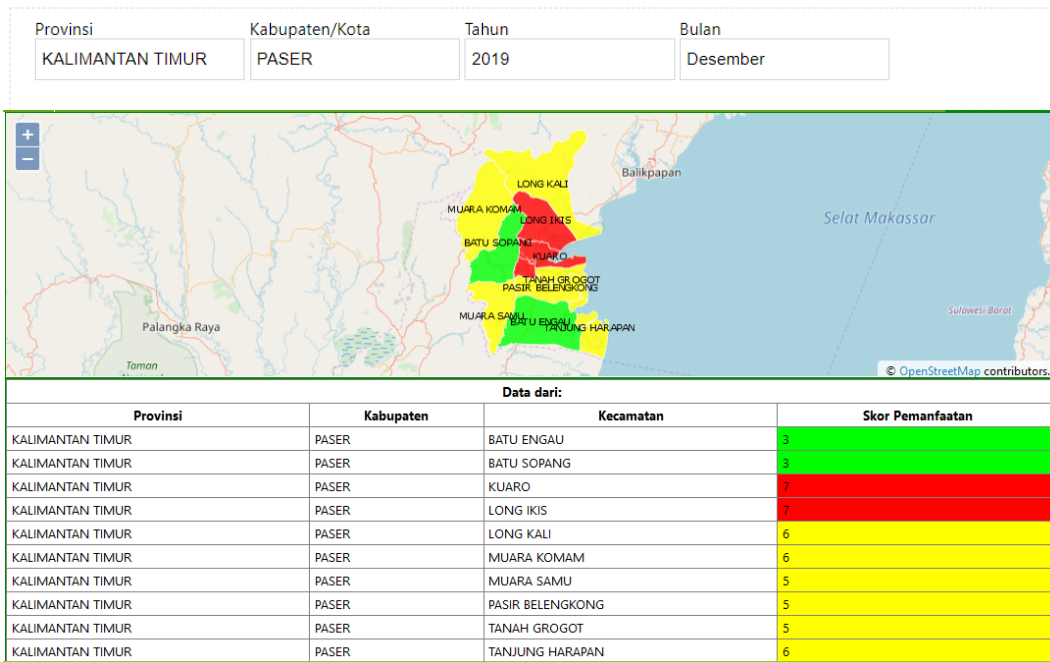 Provinsi Kabupaten/Kota Tahun Bulan
KALIMANTAN TIMUR PASER 2019 Desember
+
−
Balikpapan
LONG KALI
MUARA KOMAM
LONG IKIS
Selat Makassar
BATU SOPANG
KUARO
TANAH GROGOT
PASIR BELENGKONG
Sulawesi Barat
MUARA SAMU
BATU ENGAU
TANJUNG HARAPAN
Palangka Raya
Taman
© OpenStreetMap contributors.
Data dari:
Provinsi Kabupaten Kecamatan Skor Pemanfaatan
KALIMANTAN TIMUR PASER BATU ENGAU 3
KALIMANTAN TIMUR PASER BATU SOPANG 3
KALIMANTAN TIMUR PASER KUARO 7
KALIMANTAN TIMUR PASER LONG IKIS 7
KALIMANTAN TIMUR PASER LONG KALI 6
KALIMANTAN TIMUR PASER MUARA KOMAM 6
KALIMANTAN TIMUR PASER MUARA SAMU 5
KALIMANTAN TIMUR PASER PASIR BELENGKONG 5
KALIMANTAN TIMUR PASER TANAH GROGOT 5
KALIMANTAN TIMUR PASER TANJUNG HARAPAN 6